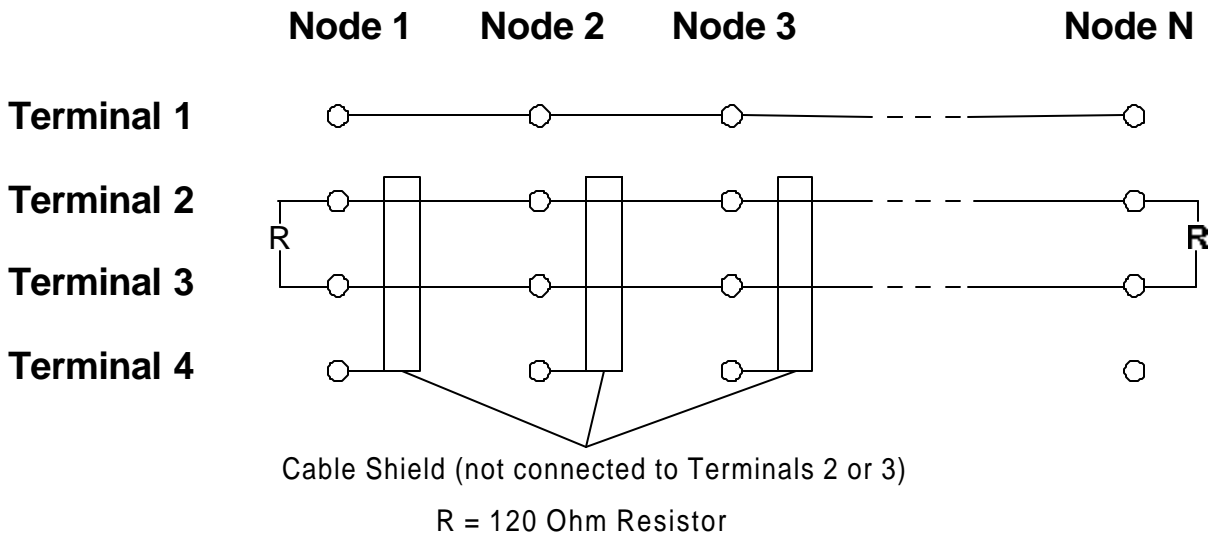 Node 1 Node 2 Node 3 Node N
Terminal 1
Terminal 2
R R
Terminal 3
Terminal 4
Cable Shield (not connected to Terminals 2 or 3)
R = 120 Ohm Resistor